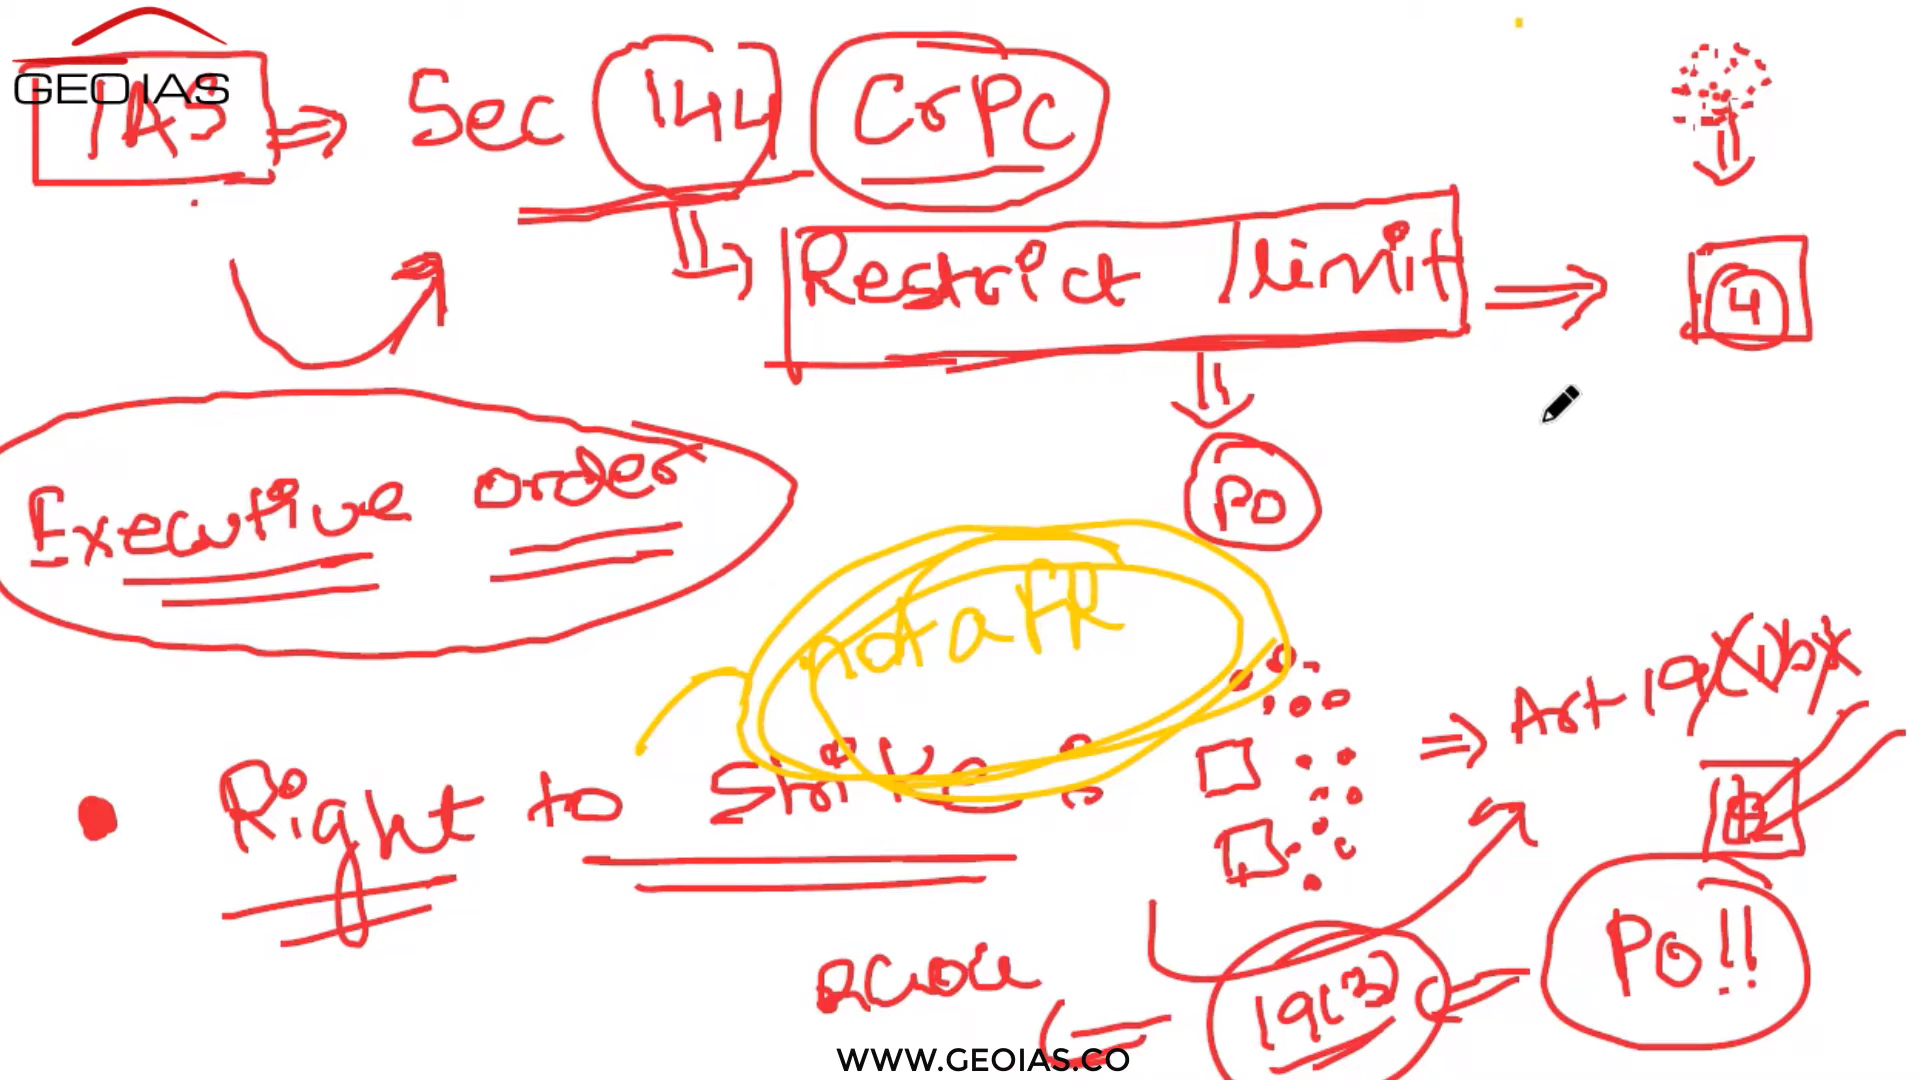 GEOIAS
IAS ⇒ Sec 144 CrPC
Restrict / limit ⇒ 4
PO
Executive order
not a FR
⇒ Art 19(1)(b)
• Right to Strike
PO!!
19(3)
WWW.GEOIAS.CO